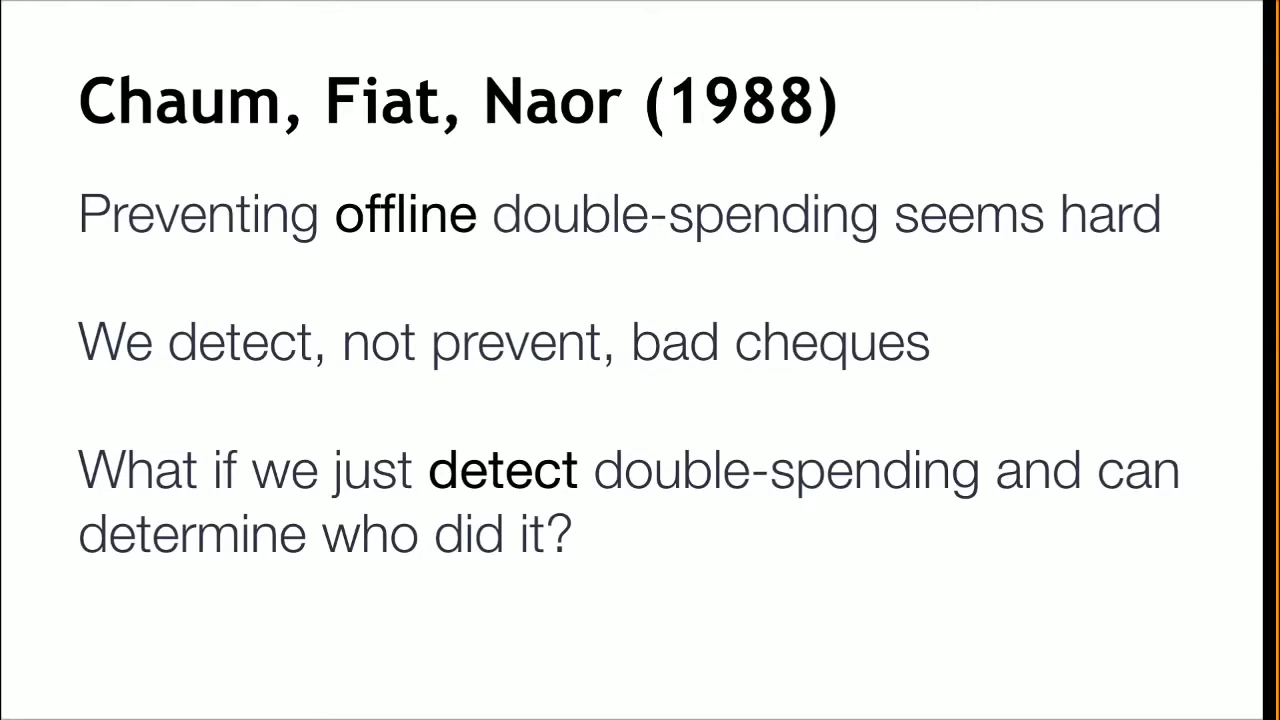 Chaum, Fiat, Naor (1988)
Preventing offline double-spending seems hard
We detect, not prevent, bad cheques
What if we just detect double-spending and can
determine who did it?